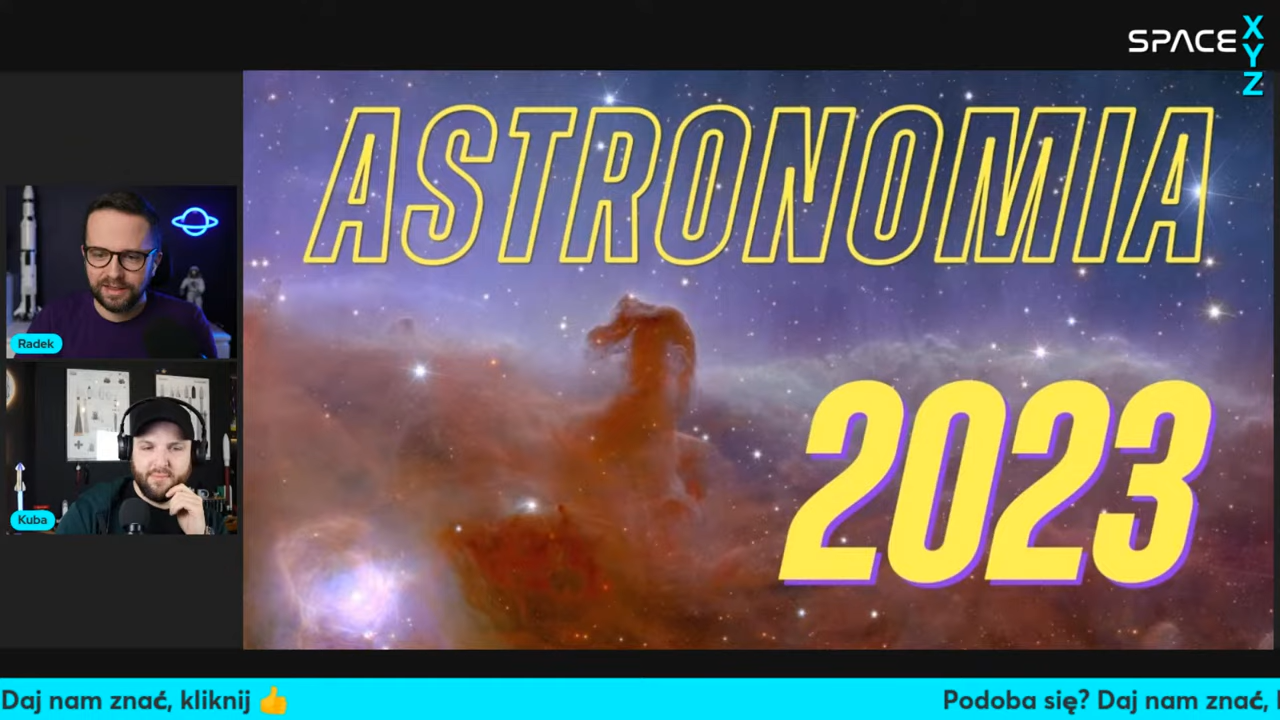 SPACE XYZ
ASTRONOMIA
2023
Radek
Kuba
Daj nam znać, kliknij 👍 Podoba się? Daj nam znać,